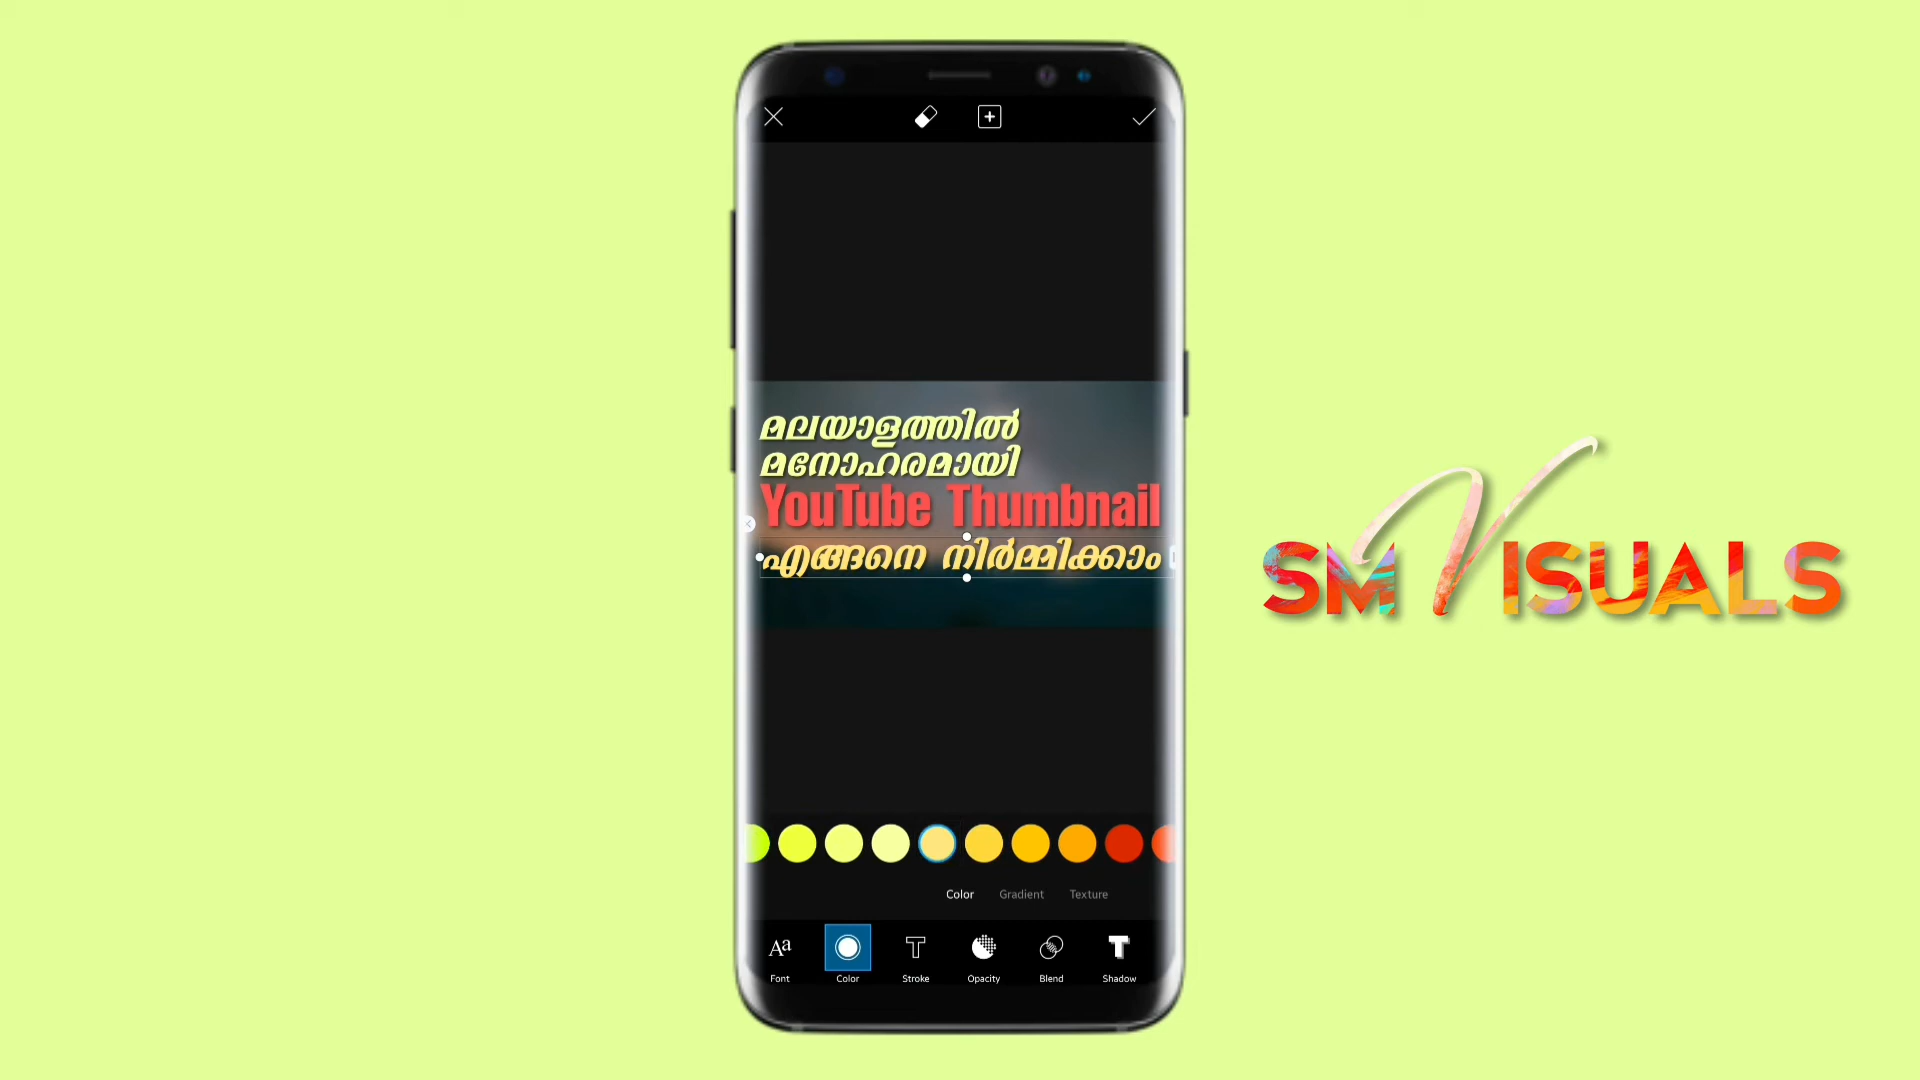 മലയാളത്തിൽ
മനോഹരമായി
YouTube Thumbnail
എങ്ങനെ നിർമ്മിക്കാം
SM VISUALS
Color Gradient Texture
Aa T T
Font Color Stroke Opacity Blend Shadow